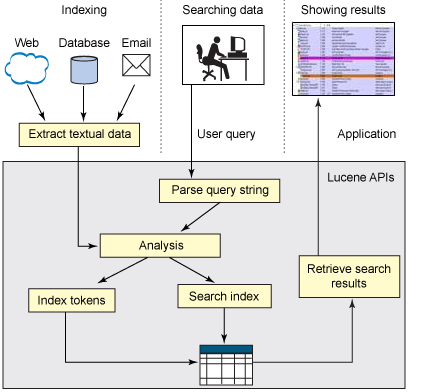 Indexing
Searching data
Showing results
Web
Database
Email
Extract textual data
User query
Application
Lucene APIs
Parse query string
Analysis
Index tokens
Search index
Retrieve search
results